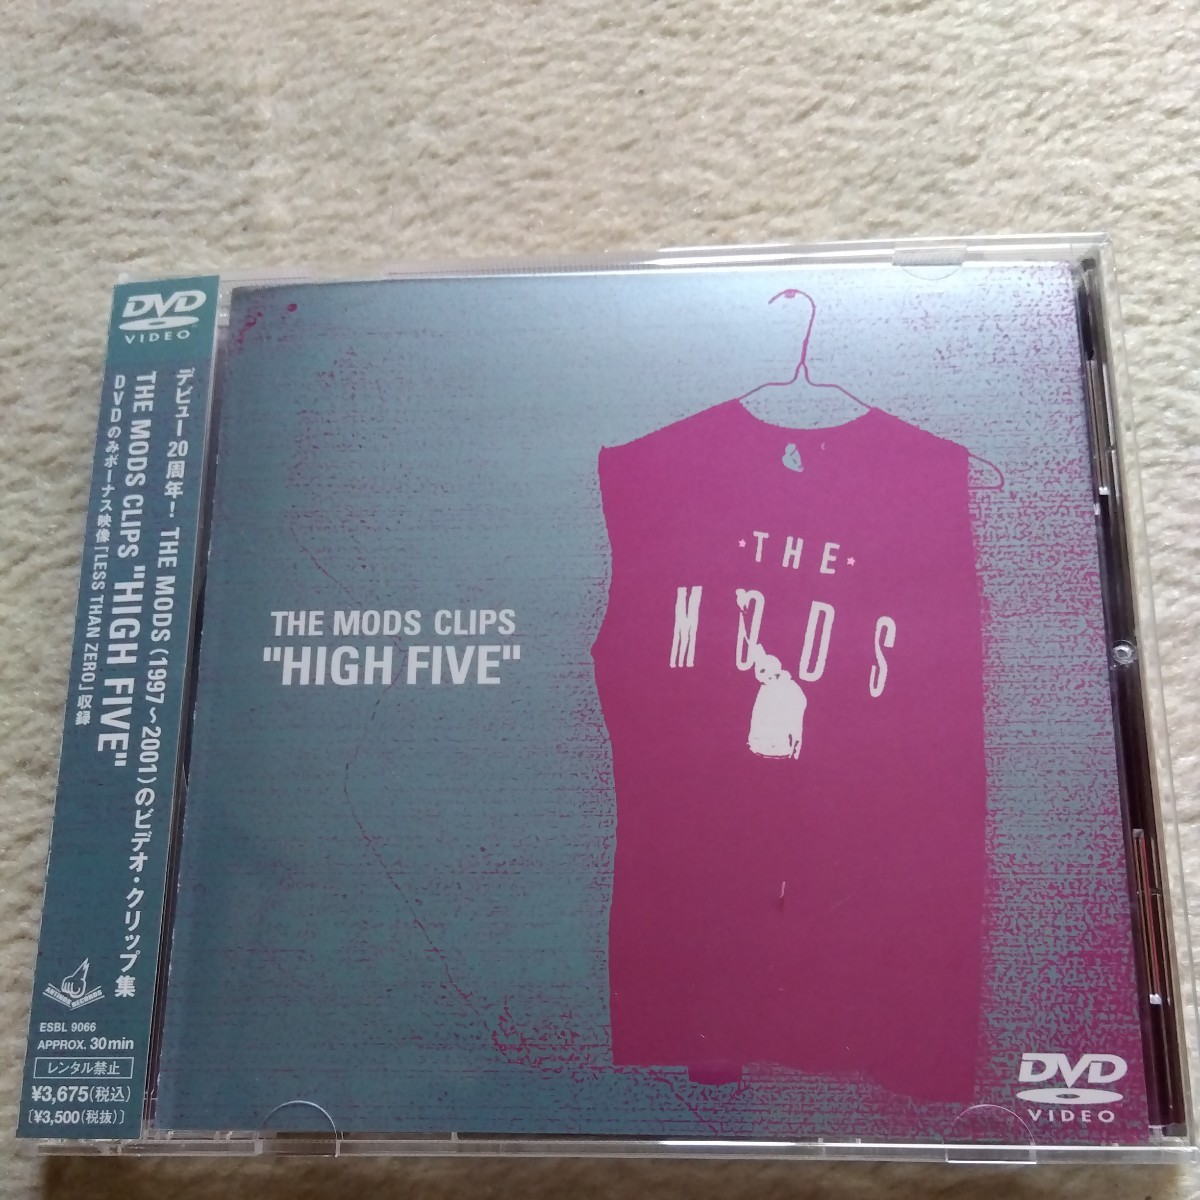 DVD
VIDEO
デビュー20周年! THE MODS(1997〜2001)のビデオ・クリップ集
THE MODS CLIPS "HIGH FIVE"
DVDのみボーナス映像「LESS THAN ZERO」収録
ANTINOS RECORDS
ESBL 9066
APPROX. 30min
レンタル禁止
¥3,675(税込)
〔¥3,500(税抜)〕
THE MODS CLIPS
"HIGH FIVE"
THE
MODS
DVD
VIDEO